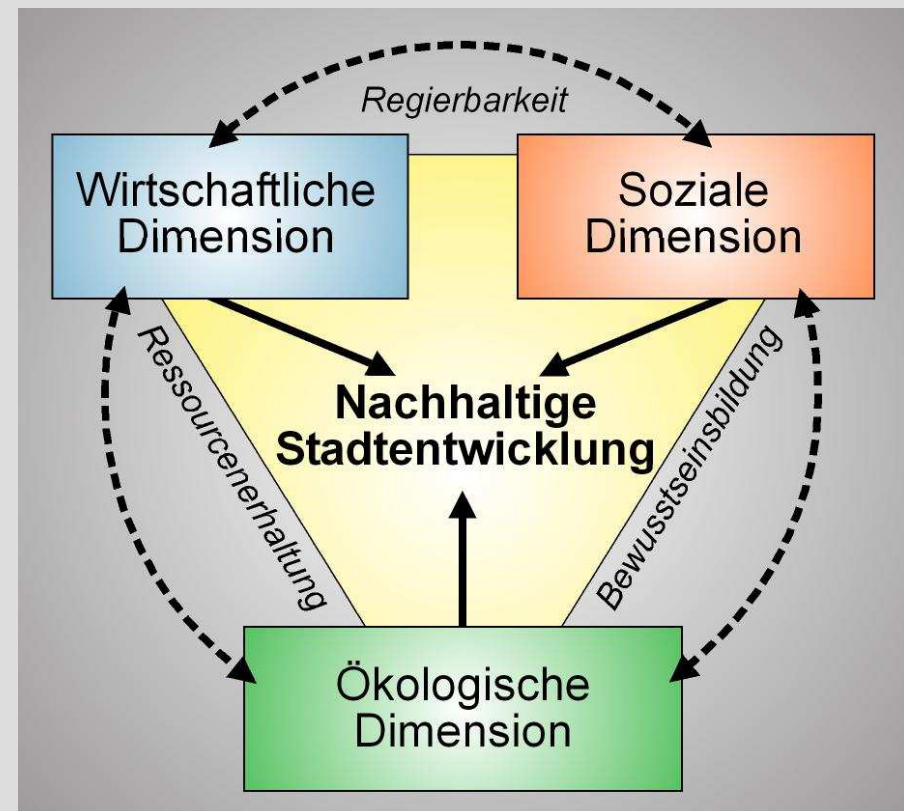 Regierbarkeit
Wirtschaftliche
Dimension
Soziale
Dimension
Ressourcenerhaltung
Nachhaltige
Stadtentwicklung
Bewusstseinsbildung
Ökologische
Dimension